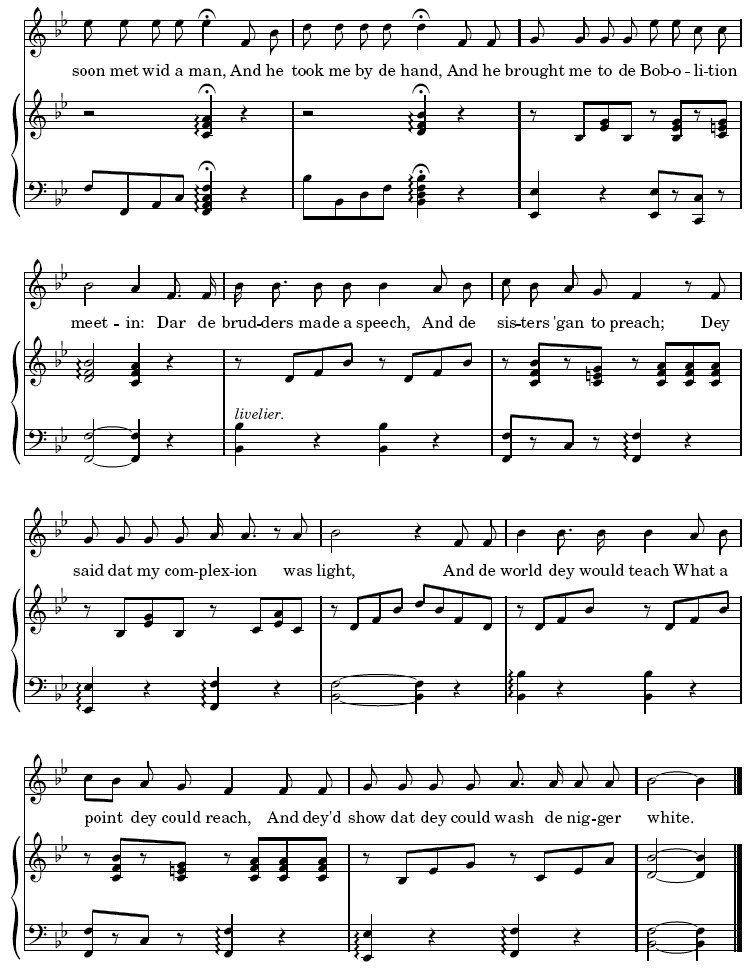 soon met wid a man, And he took me by de hand, And he brought me to de Bob-o-li-tion
meet-in: Dar de brud-ders made a speech, And de sis-ters 'gan to preach; Dey
livelier.
said dat my com-plex-ion was light, And de world dey would teach What a
point dey could reach, And dey'd show dat dey could wash de nig-ger white.